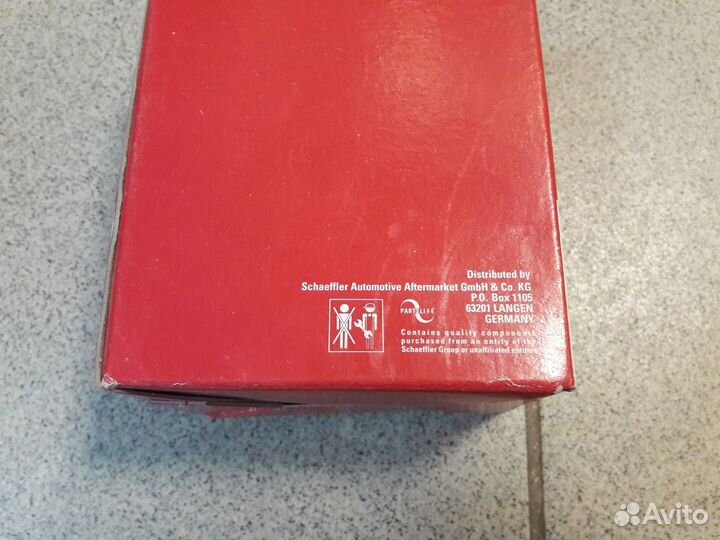 Distributed by
Schaeffler Automotive Aftermarket GmbH & Co. KG
P.O. Box 1105
63201 LANGEN
GERMANY
PARTSLIFE
Contains quality components
purchased from an entity of the
Schaeffler Group or unaffiliated entities
Avito